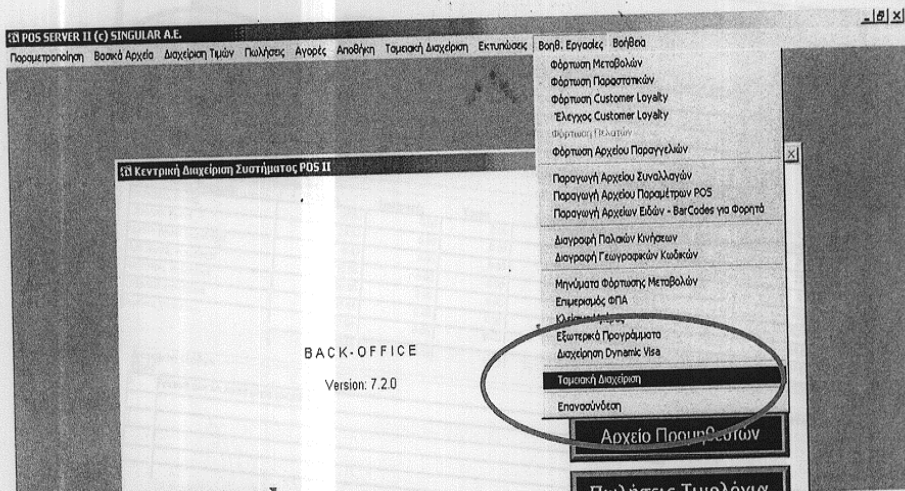 POS SERVER II (c) SINGULAR A.E.
Παραμετροποίηση Βασικά Αρχεία Διαχείριση Τιμών Πωλήσεις Αγορές Αποθήκη Ταμειακή Διαχείριση Εκτυπώσεις Βοηθ. Εργασίες Βοήθεια
Φόρτωση Μεταβολών
Φόρτωση Παραστατικών
Φόρτωση Customer Loyalty
Έλεγχος Customer Loyalty
Φόρτωση Πελατών
Φόρτωση Αρχείου Παραγγελιών
Κεντρική Διαχείριση Συστήματος POS II
Παραγωγή Αρχείου Συναλλαγών
Παραγωγή Αρχείου Παραμέτρων POS
Παραγωγή Αρχείων Ειδών - BarCodes για Φορητό
Διαγραφή Παλαιών Κινήσεων
Διαγραφή Γεωγραφικών Κωδικών
Μηνύματα Φόρτωσης Μεταβολών
Επιμερισμός ΦΠΑ
Κλείσιμο Ημέρας
Εξωτερικά Προγράμματα
Διαχείρηση Dynamic Visa
BACK-OFFICE
Version: 7.2.0
Ταμειακή Διαχείριση
Επανασύνδεση
Αρχείο Προμηθευτών
Πωλήσεις Τιμολόγια